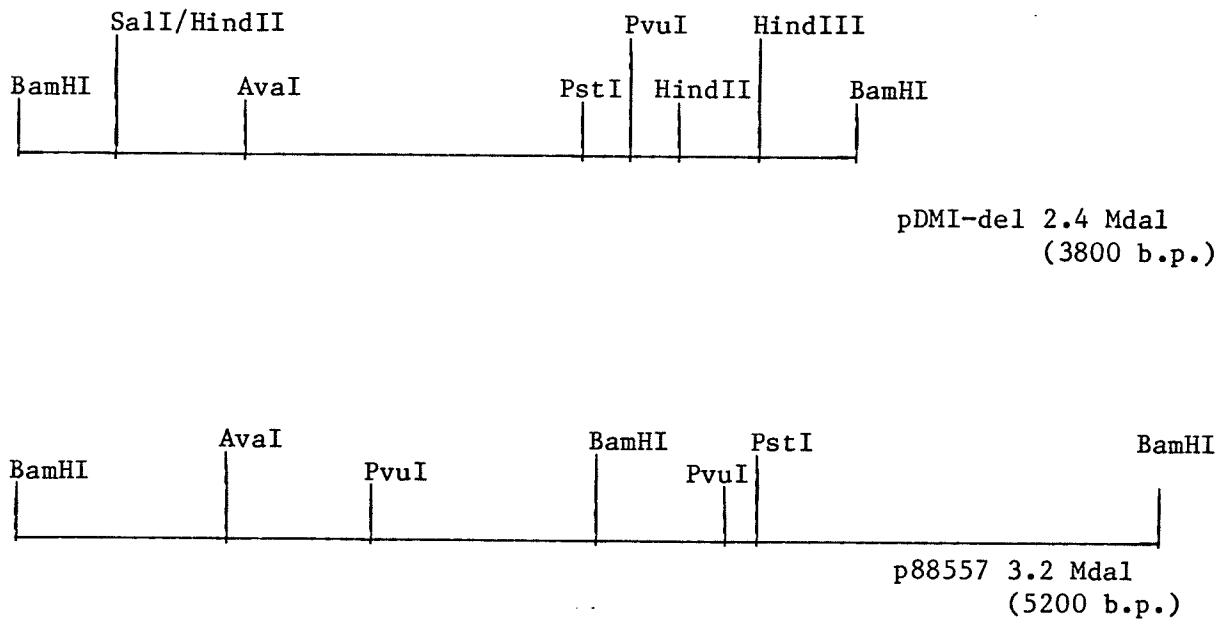 SalI/HindII
PvuI
HindIII
BamHI
AvaI
PstI
HindII
BamHI
pDMI-del 2.4 Mdal
(3800 b.p.)
AvaI
BamHI
PstI
BamHI
BamHI
PvuI
PvuI
p88557 3.2 Mdal
(5200 b.p.)